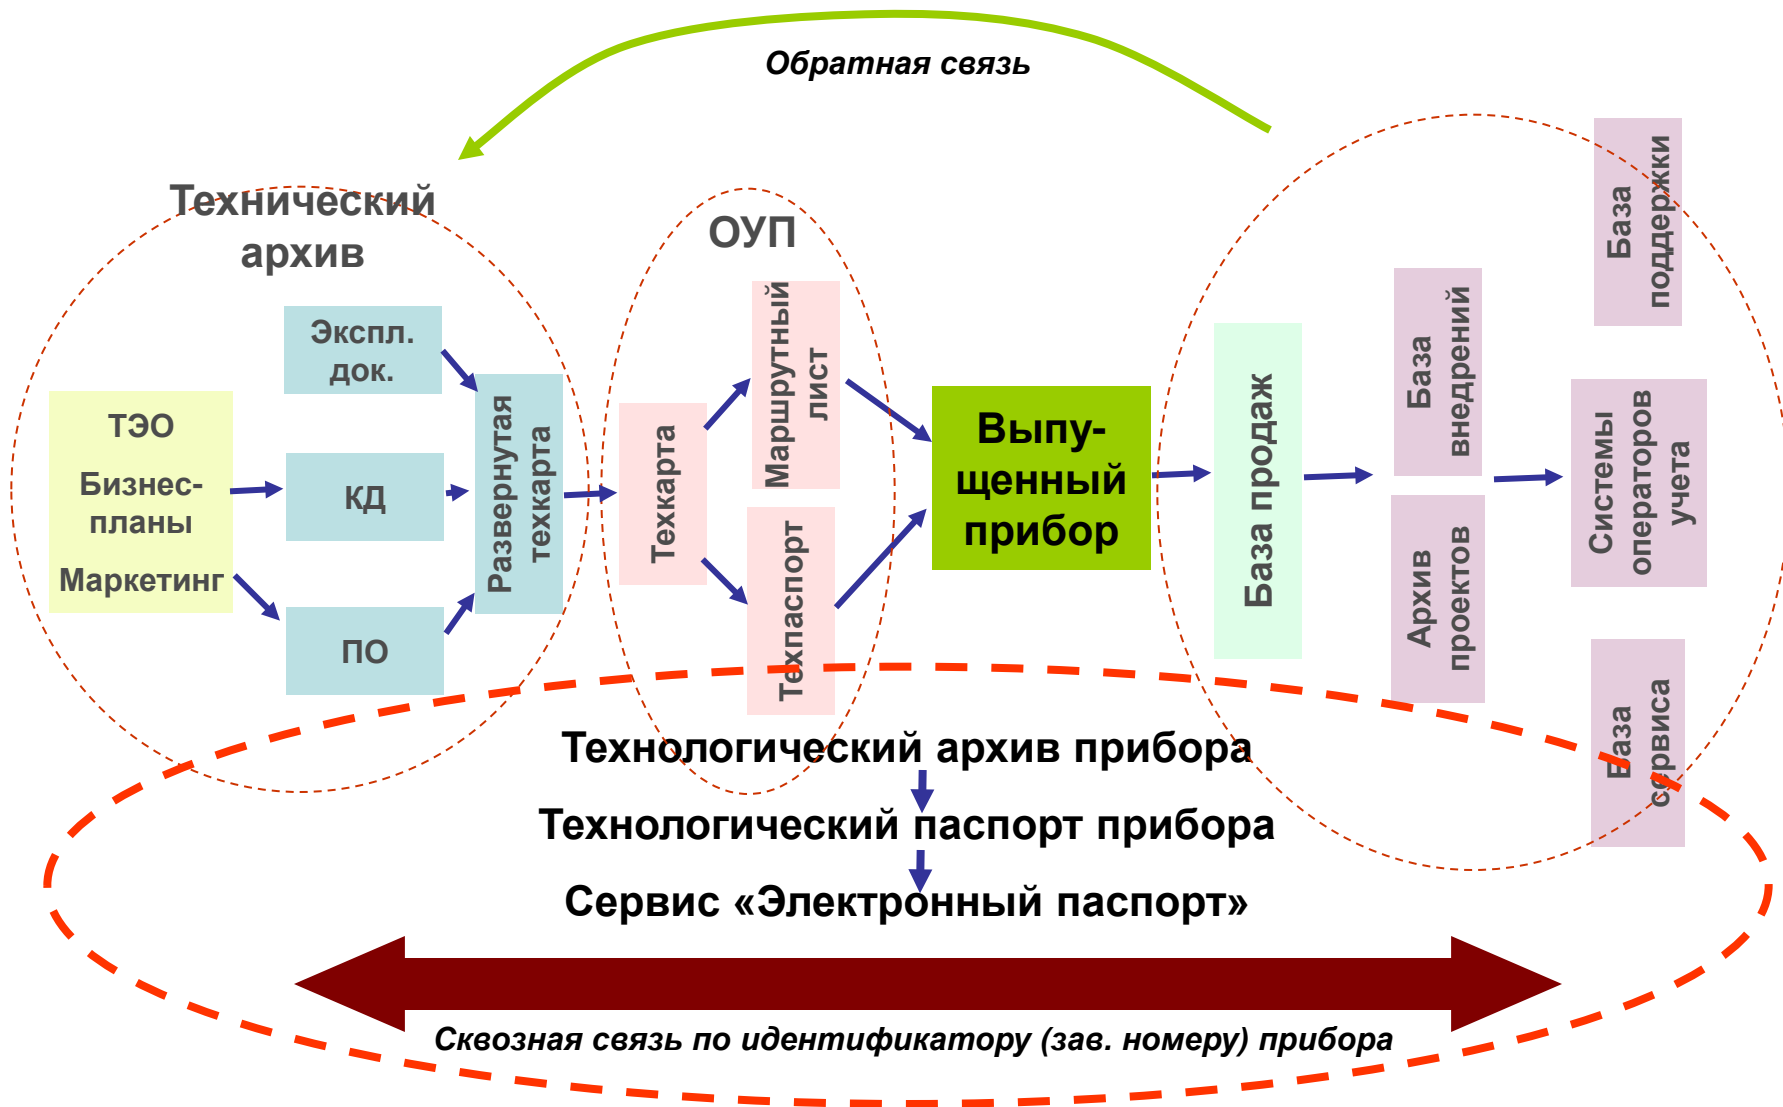 Обратная связь
Технический
архив
ОУП
Экспл.
док.
ТЭО
Бизнес-
планы
Маркетинг
КД
ПО
Развернутая
техкарта
Техкарта
Маршрутный
лист
Техпаспорт
Выпу-
щенный
прибор
База продаж
База
внедрений
Архив
проектов
База
поддержки
Системы
операторов
учета
База
сервиса
Технологический архив прибора
Технологический паспорт прибора
Сервис «Электронный паспорт»
Сквозная связь по идентификатору (зав. номеру) прибора